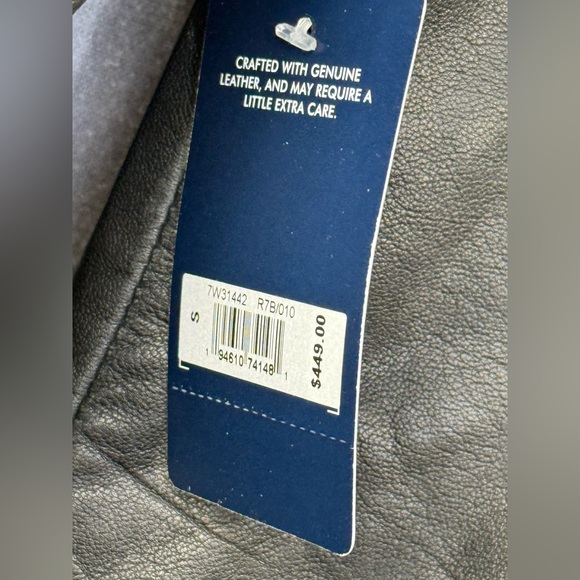 CRAFTED WITH GENUINE
LEATHER, AND MAY REQUIRE A
LITTLE EXTRA CARE.
7W31442 R7B/010
S
1 94610 74148 1
$449.00